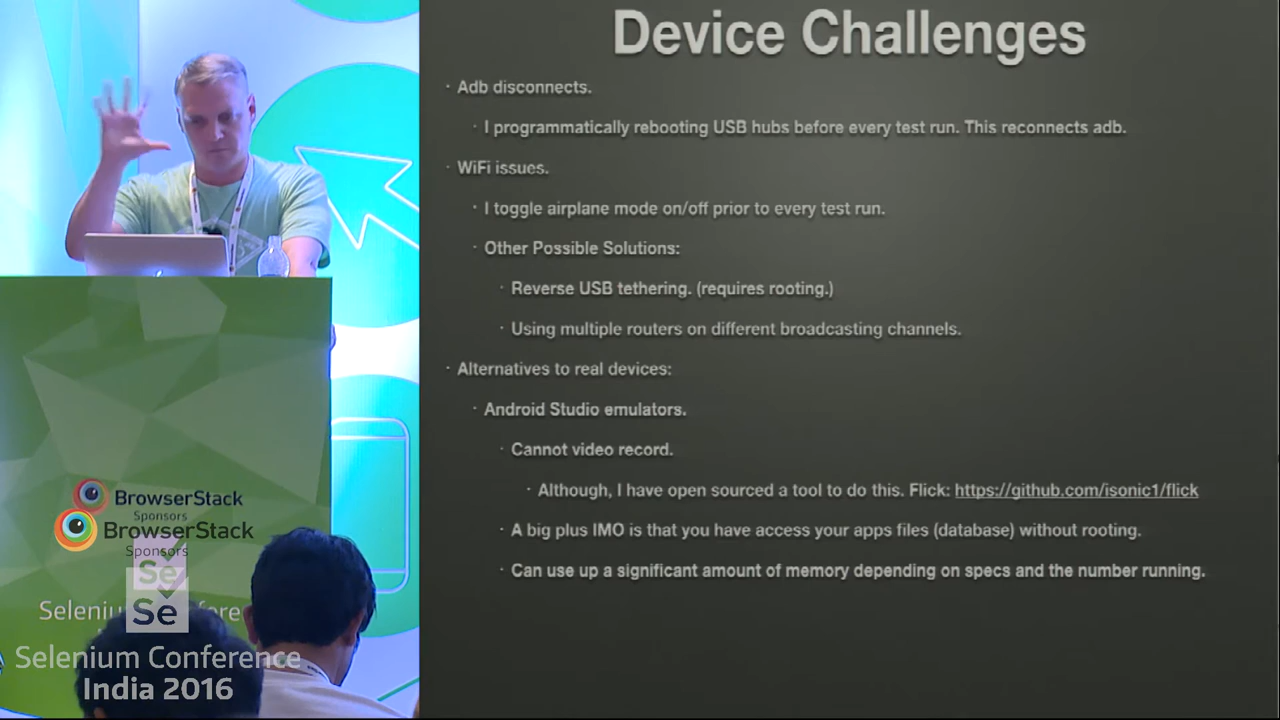 Device Challenges
· Adb disconnects.
· I programmatically rebooting USB hubs before every test run. This reconnects adb.
· WiFi issues.
· I toggle airplane mode on/off prior to every test run.
· Other Possible Solutions:
· Reverse USB tethering. (requires rooting.)
· Using multiple routers on different broadcasting channels.
· Alternatives to real devices:
· Android Studio emulators.
· Cannot video record.
· Although, I have open sourced a tool to do this. Flick: https://github.com/isonic1/flick
· A big plus IMO is that you have access your apps files (database) without rooting.
· Can use up a significant amount of memory depending on specs and the number running.
BrowserStack
Sponsors
BrowserStack
Sponsors
Se
Se
Selenium Conference
India 2016